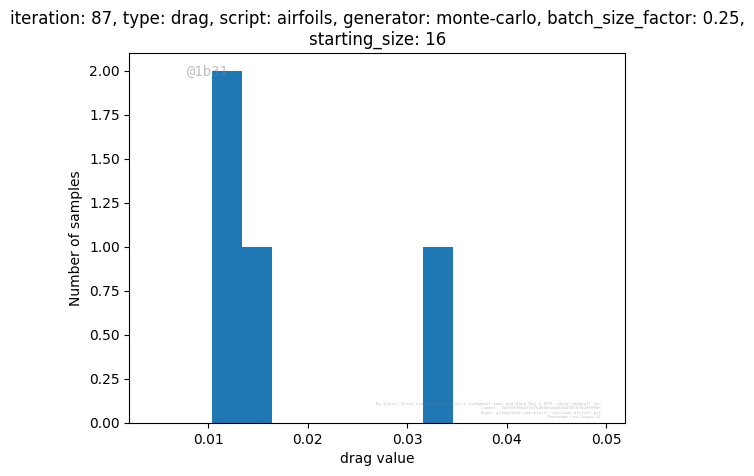 iteration: 87, type: drag, script: airfoils, generator: monte-carlo, batch_size_factor: 0.25,
starting_size: 16
@1b31
2.00
1.75
1.50
1.25
1.00
0.75
0.50
0.25
0.00
Number of samples
0.01
0.02
0.03
0.04
0.05
drag value